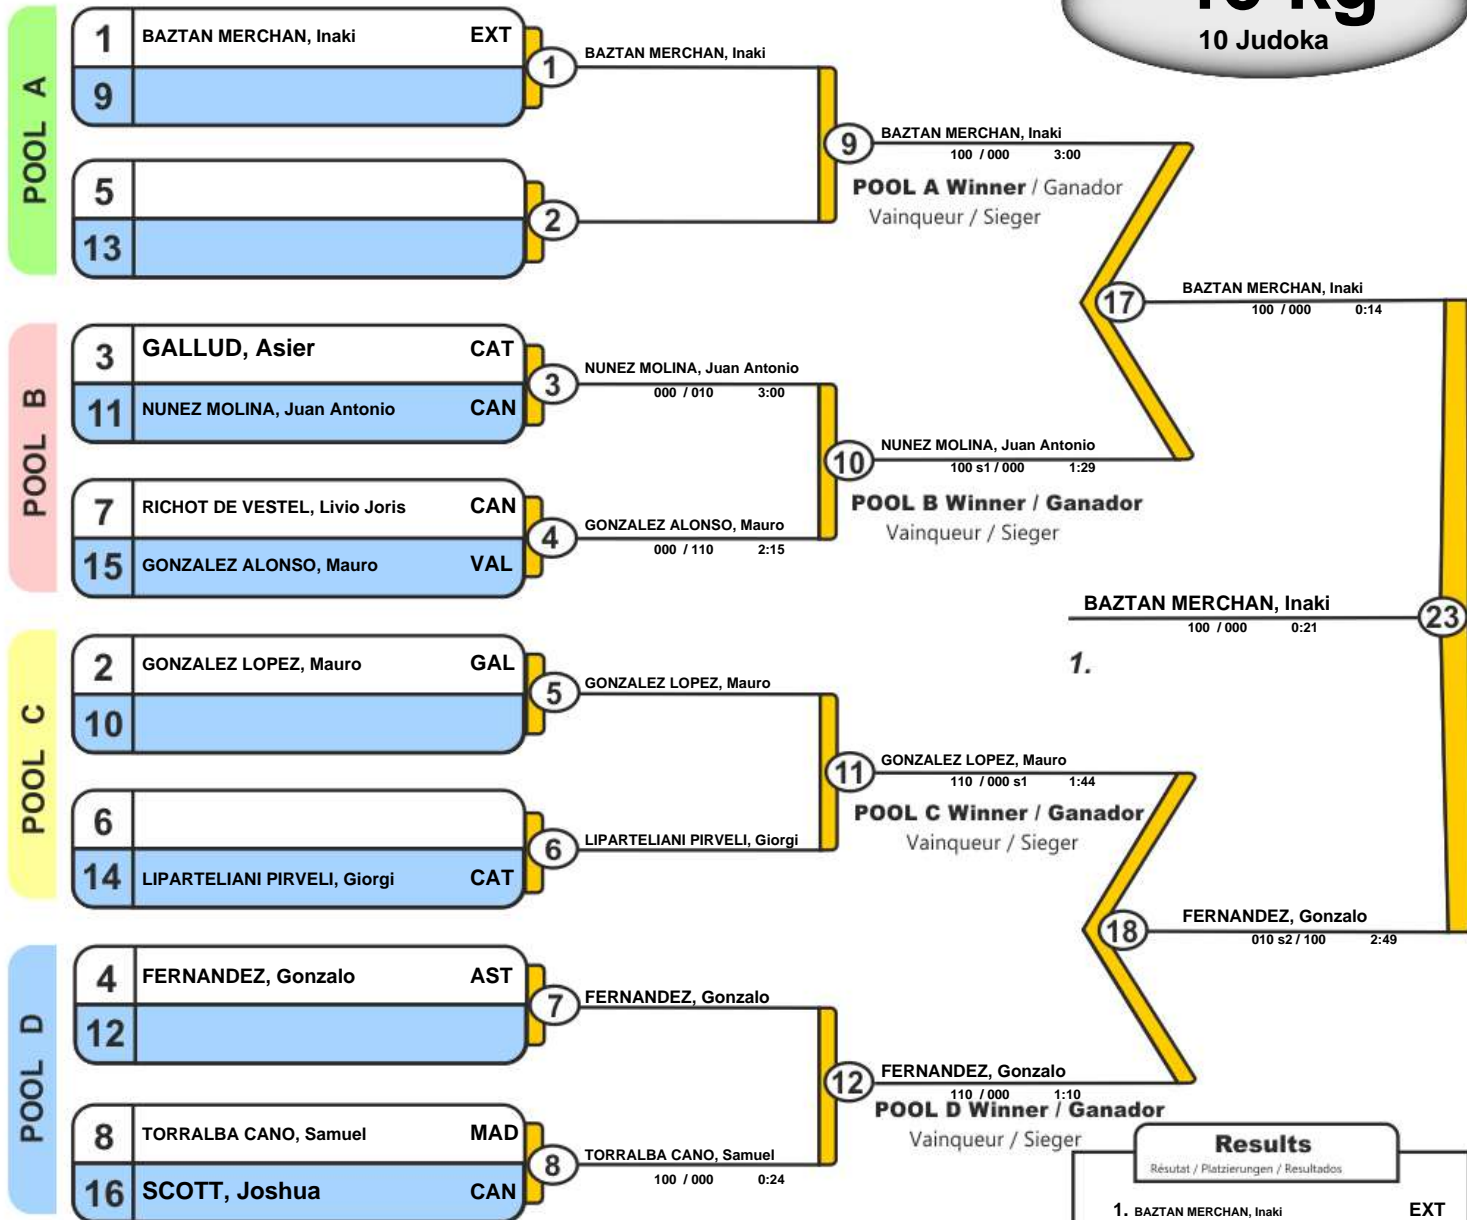 kg
10 Judoka
POOL A
1 BAZTAN MERCHAN, Inaki EXT
9
1
BAZTAN MERCHAN, Inaki
5
13
2
9
BAZTAN MERCHAN, Inaki
100 / 000 3:00
POOL A Winner / Ganador
Vainqueur / Sieger
POOL B
3 GALLUD, Asier CAT
11 NUNEZ MOLINA, Juan Antonio CAN
3
NUNEZ MOLINA, Juan Antonio
000 / 010 3:00
7 RICHOT DE VESTEL, Livio Joris CAN
15 GONZALEZ ALONSO, Mauro VAL
4
GONZALEZ ALONSO, Mauro
000 / 110 2:15
10
NUNEZ MOLINA, Juan Antonio
100 s1 / 000 1:29
POOL B Winner / Ganador
Vainqueur / Sieger
17
BAZTAN MERCHAN, Inaki
100 / 000 0:14
POOL C
2 GONZALEZ LOPEZ, Mauro GAL
10
5
GONZALEZ LOPEZ, Mauro
6
14 LIPARTELIANI PIRVELI, Giorgi CAT
6
LIPARTELIANI PIRVELI, Giorgi
11
GONZALEZ LOPEZ, Mauro
110 / 000 s1 1:44
POOL C Winner / Ganador
Vainqueur / Sieger
POOL D
4 FERNANDEZ, Gonzalo AST
12
7
FERNANDEZ, Gonzalo
8 TORRALBA CANO, Samuel MAD
16 SCOTT, Joshua CAN
8
TORRALBA CANO, Samuel
100 / 000 0:24
12
FERNANDEZ, Gonzalo
110 / 000 1:10
POOL D Winner / Ganador
Vainqueur / Sieger
18
FERNANDEZ, Gonzalo
010 s2 / 100 2:49
23
BAZTAN MERCHAN, Inaki
100 / 000 0:21
1.
Results
Résutat / Platzierungen / Resultados
1. BAZTAN MERCHAN, Inaki EXT